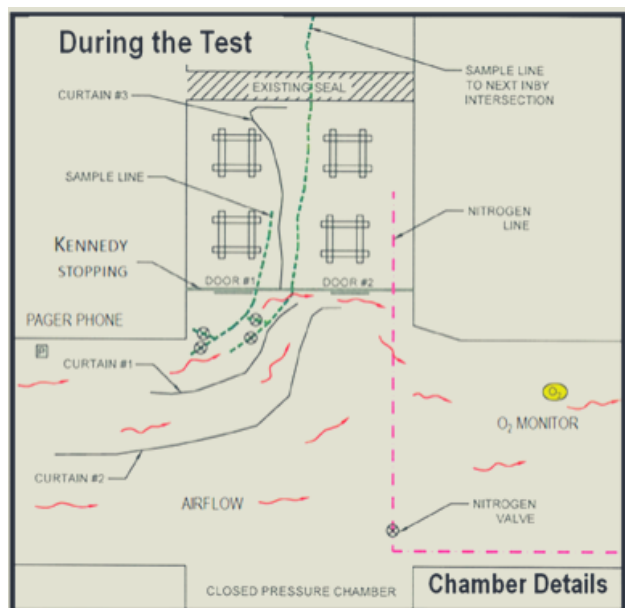 During the Test
EXISTING SEAL
SAMPLE LINE
TO NEXT INBY
INTERSECTION
CURTAIN #3
SAMPLE LINE
NITROGEN
LINE
KENNEDY
STOPPING
DOOR #1
DOOR #2
PAGER PHONE
P
CURTAIN #1
O₂
O₂ MONITOR
CURTAIN #2
AIRFLOW
NITROGEN
VALVE
CLOSED PRESSURE CHAMBER
Chamber Details